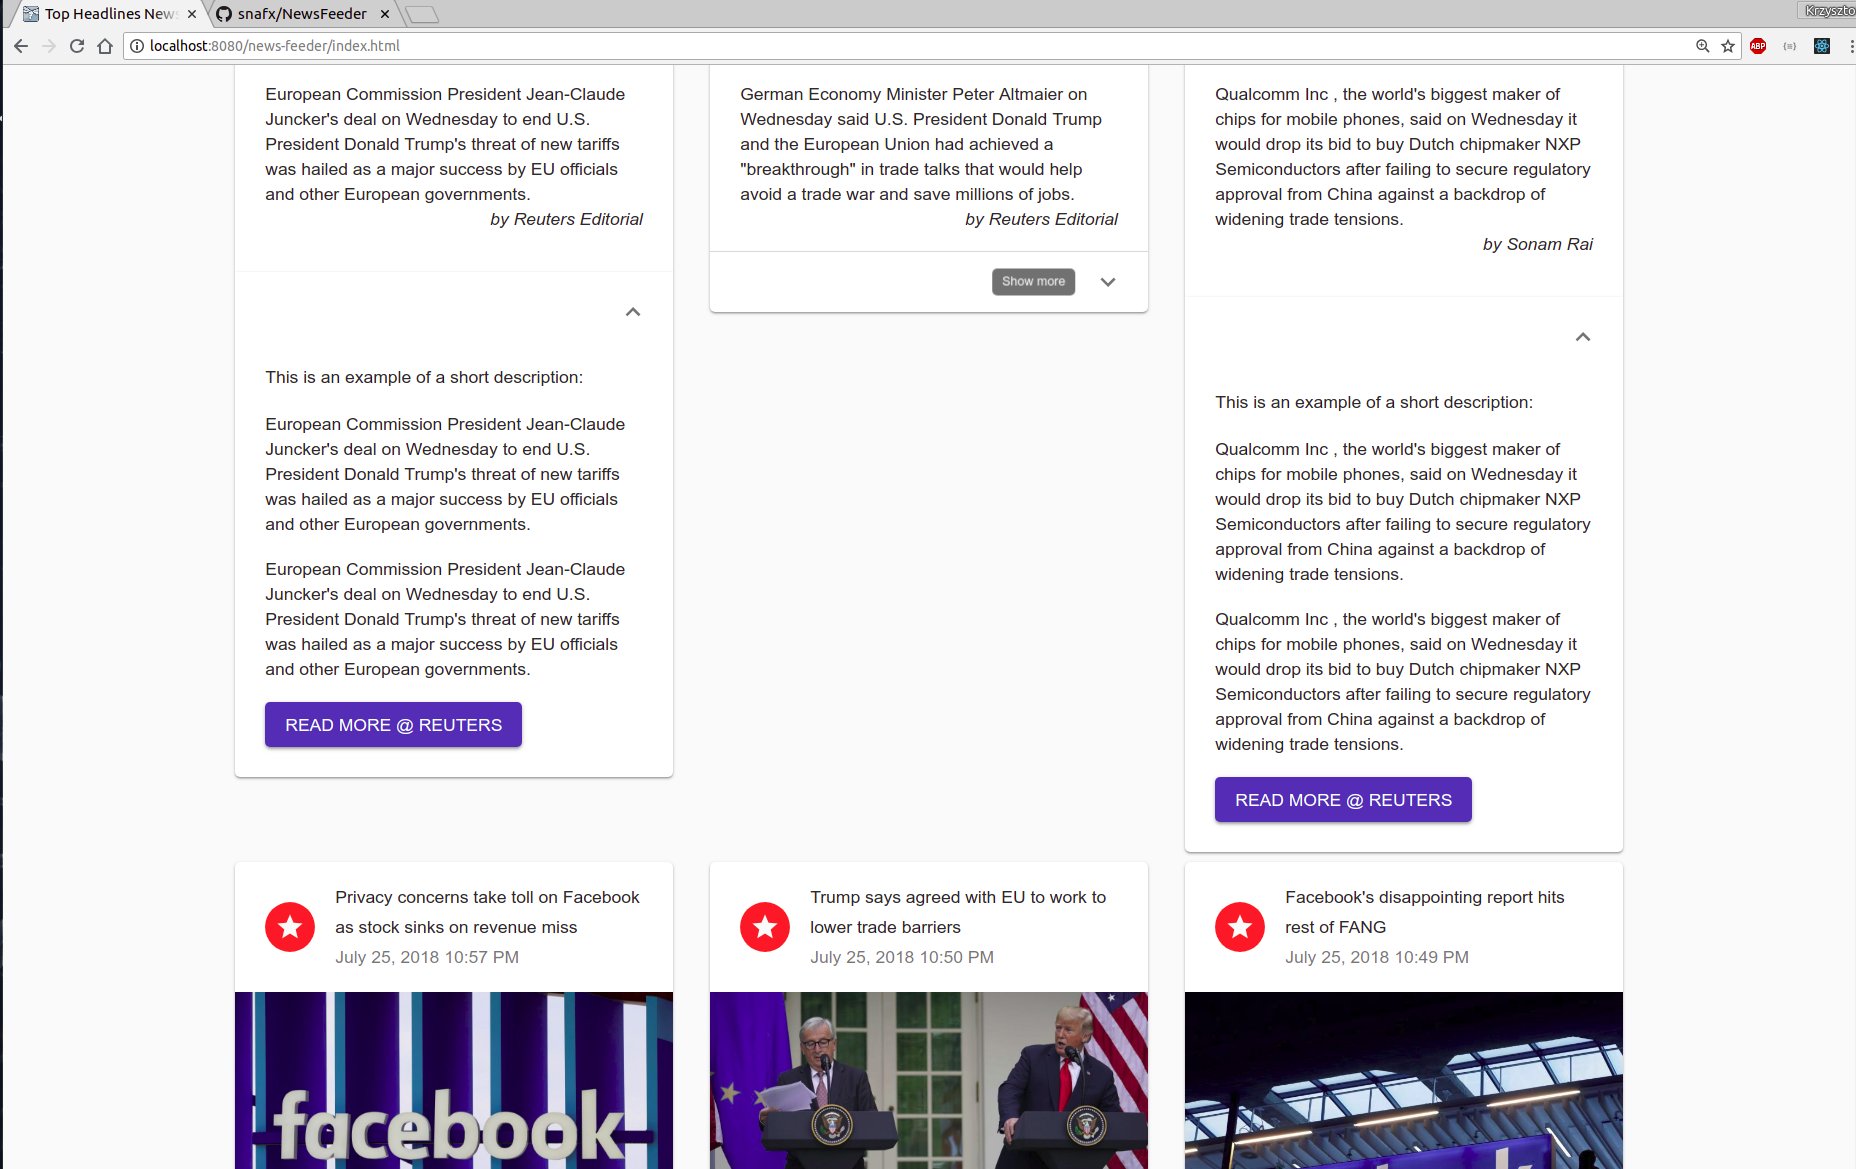 Top Headlines News
snafx/NewsFeeder
Krzyszto
localhost:8080/news-feeder/index.html
ABP
European Commission President Jean-Claude
Juncker's deal on Wednesday to end U.S.
President Donald Trump's threat of new tariffs
was hailed as a major success by EU officials
and other European governments.
by Reuters Editorial
This is an example of a short description:
European Commission President Jean-Claude
Juncker's deal on Wednesday to end U.S.
President Donald Trump's threat of new tariffs
was hailed as a major success by EU officials
and other European governments.
European Commission President Jean-Claude
Juncker's deal on Wednesday to end U.S.
President Donald Trump's threat of new tariffs
was hailed as a major success by EU officials
and other European governments.
READ MORE @ REUTERS
German Economy Minister Peter Altmaier on
Wednesday said U.S. President Donald Trump
and the European Union had achieved a
"breakthrough" in trade talks that would help
avoid a trade war and save millions of jobs.
by Reuters Editorial
Show more
Qualcomm Inc , the world's biggest maker of
chips for mobile phones, said on Wednesday it
would drop its bid to buy Dutch chipmaker NXP
Semiconductors after failing to secure regulatory
approval from China against a backdrop of
widening trade tensions.
by Sonam Rai
This is an example of a short description:
Qualcomm Inc , the world's biggest maker of
chips for mobile phones, said on Wednesday it
would drop its bid to buy Dutch chipmaker NXP
Semiconductors after failing to secure regulatory
approval from China against a backdrop of
widening trade tensions.
Qualcomm Inc , the world's biggest maker of
chips for mobile phones, said on Wednesday it
would drop its bid to buy Dutch chipmaker NXP
Semiconductors after failing to secure regulatory
approval from China against a backdrop of
widening trade tensions.
READ MORE @ REUTERS
Privacy concerns take toll on Facebook
as stock sinks on revenue miss
July 25, 2018 10:57 PM
facebook
Trump says agreed with EU to work to
lower trade barriers
July 25, 2018 10:50 PM
Facebook's disappointing report hits
rest of FANG
July 25, 2018 10:49 PM